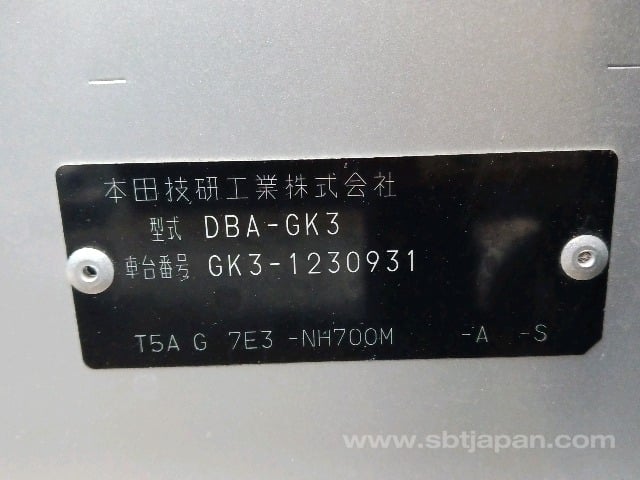 本田技研工業株式会社
型式 DBA-GK3
車台番号 GK3-1230931
T5A G 7E3 -NH700M -A -S
www.sbtjapan.com